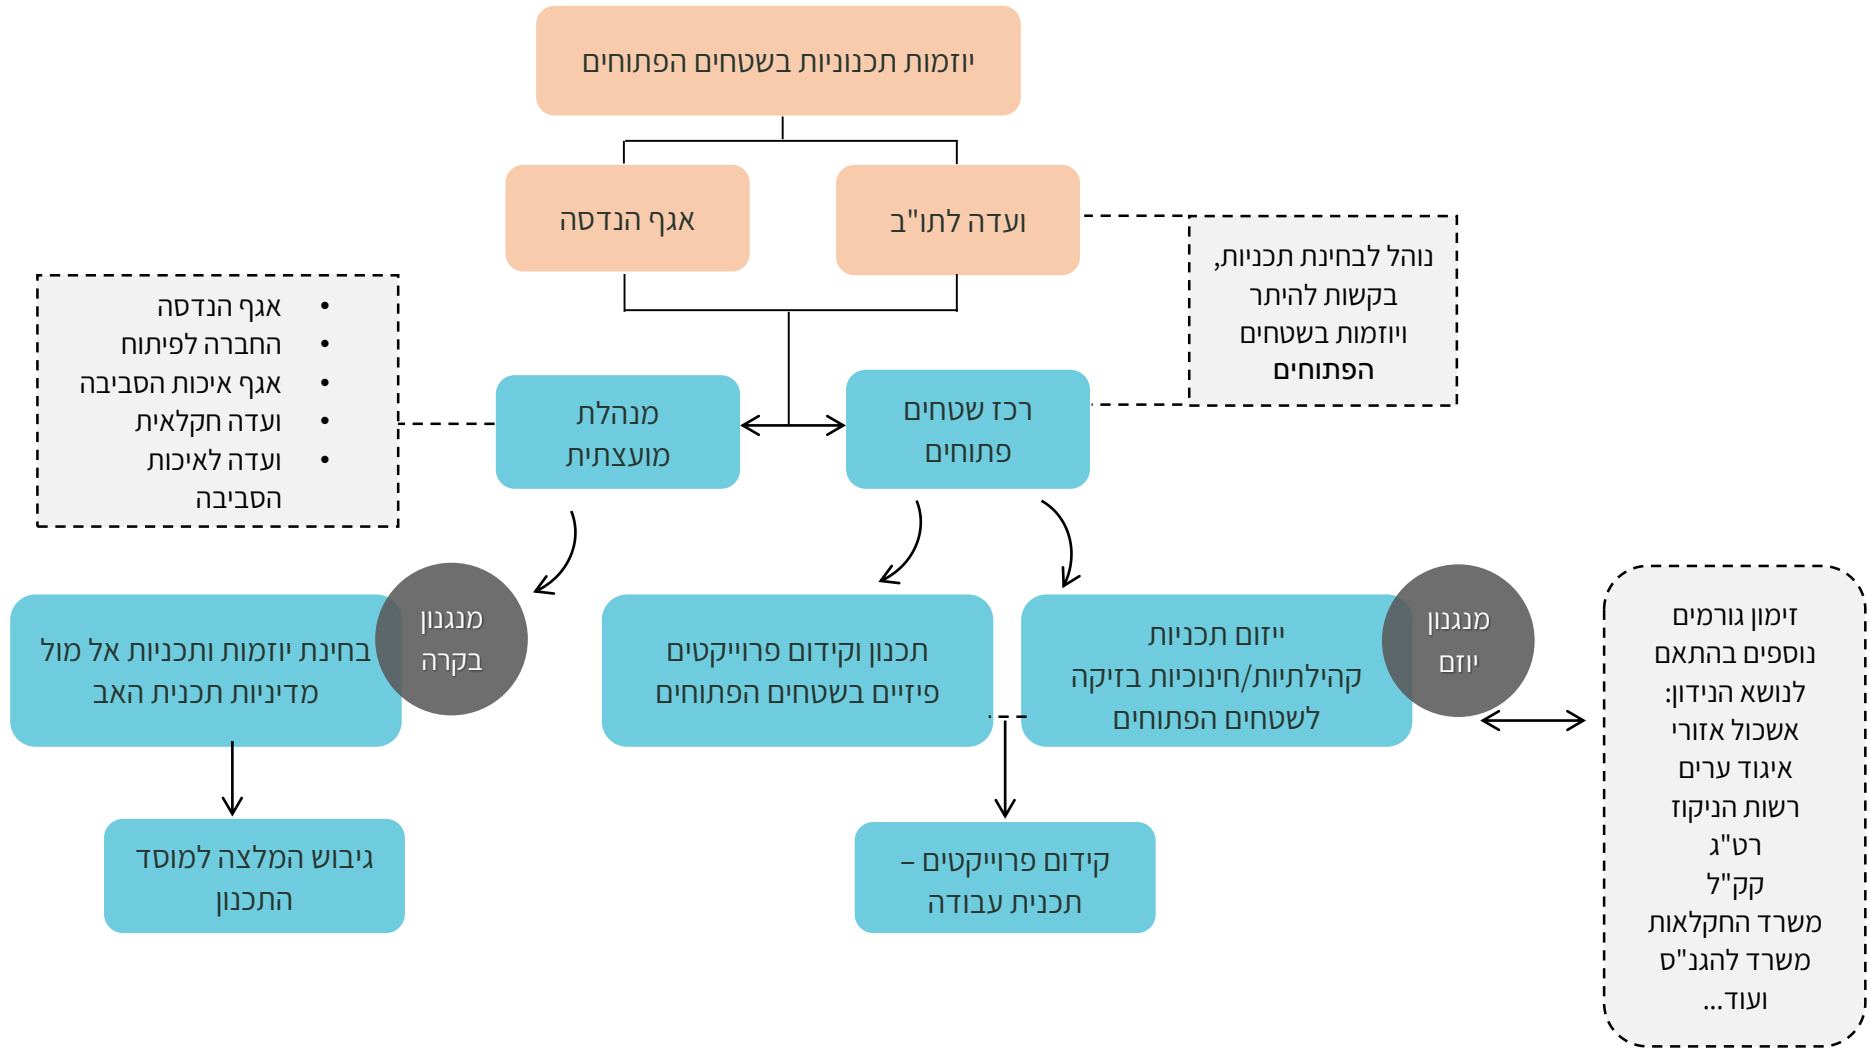 יוזמות תכנוניות בשטחים הפתוחים
ועדה לתו"ב
אגף הנדסה
נוהל לבחינת תכניות,
בקשות להיתר
ויוזמות בשטחים
הפתוחים
• אגף הנדסה
• החברה לפיתוח
• אגף איכות הסביבה
• ועדה חקלאית
• ועדה לאיכות
הסביבה
רכז שטחים
פתוחים
מנהלת
מועצתית
מנגנון
יוזם
ייזום תכניות
קהילתיות/חינוכיות בזיקה
לשטחים הפתוחים
תכנון וקידום פרוייקטים
פיזיים בשטחים הפתוחים
מנגנון
בקרה
בחינת יוזמות ותכניות אל מול
מדיניות תכנית האב
זימון גורמים
נוספים בהתאם
לנושא הנידון:
אשכול אזורי
איגוד ערים
רשות הניקוז
רט"ג
קק"ל
משרד החקלאות
משרד להגנ"ס
ועוד...
קידום פרוייקטים –
תכנית עבודה
גיבוש המלצה למוסד
התכנון